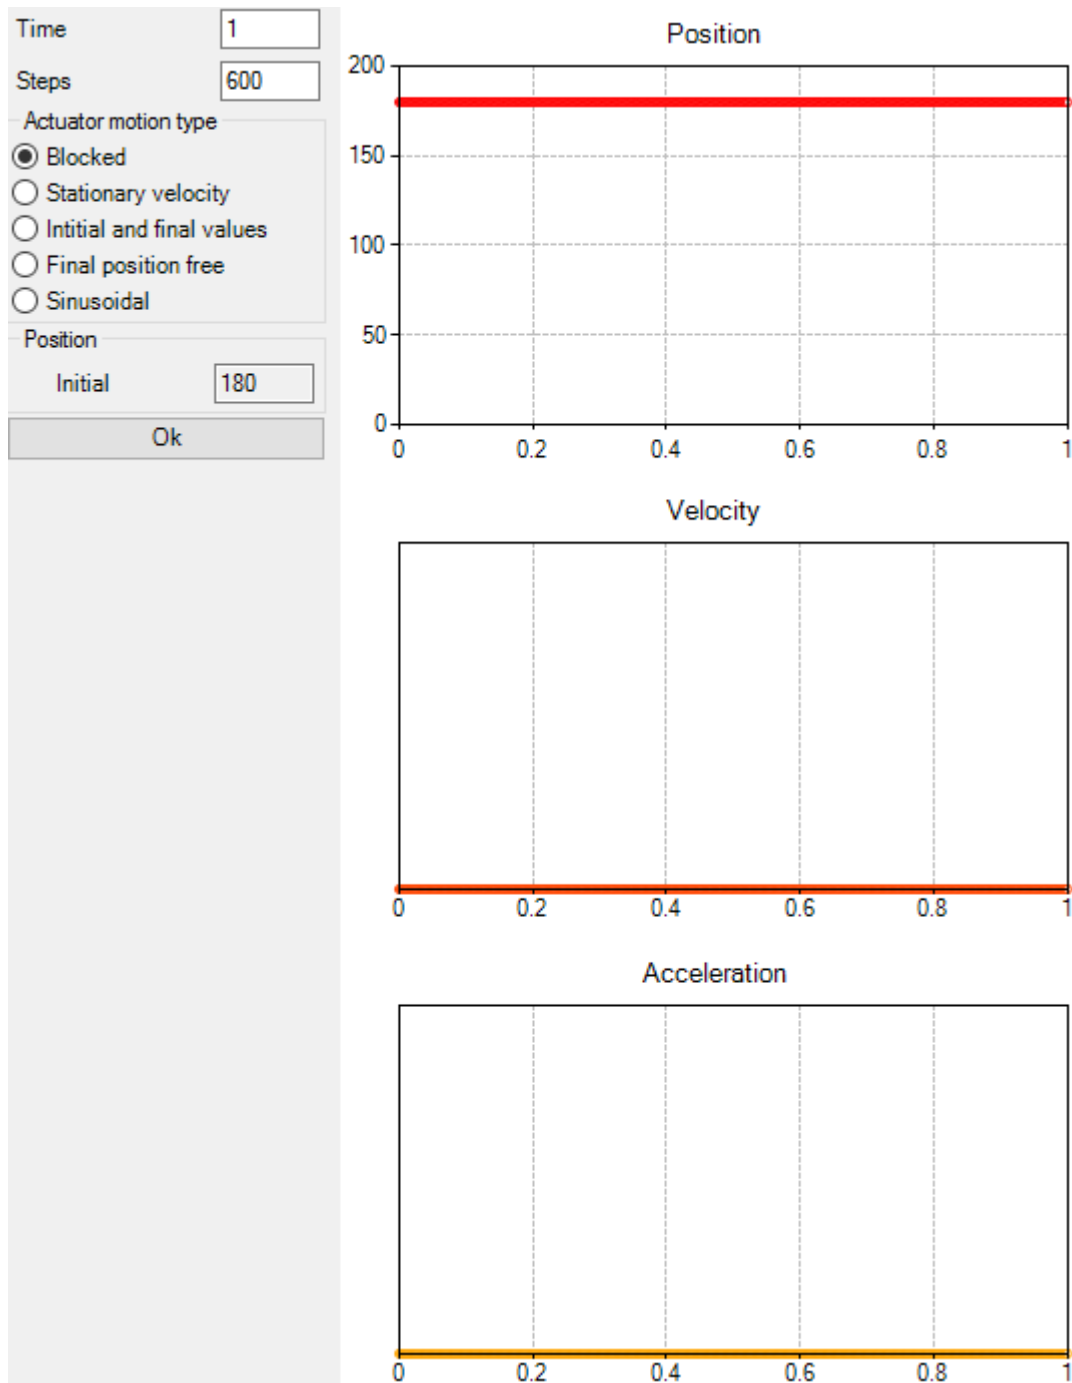 Time 1
Steps 600
Actuator motion type
Blocked
Stationary velocity
Intitial and final values
Final position free
Sinusoidal
Position
Initial 180
Ok
Position
200
150
100
50
0
0 0.2 0.4 0.6 0.8 1
Velocity
0 0.2 0.4 0.6 0.8 1
Acceleration
0 0.2 0.4 0.6 0.8 1